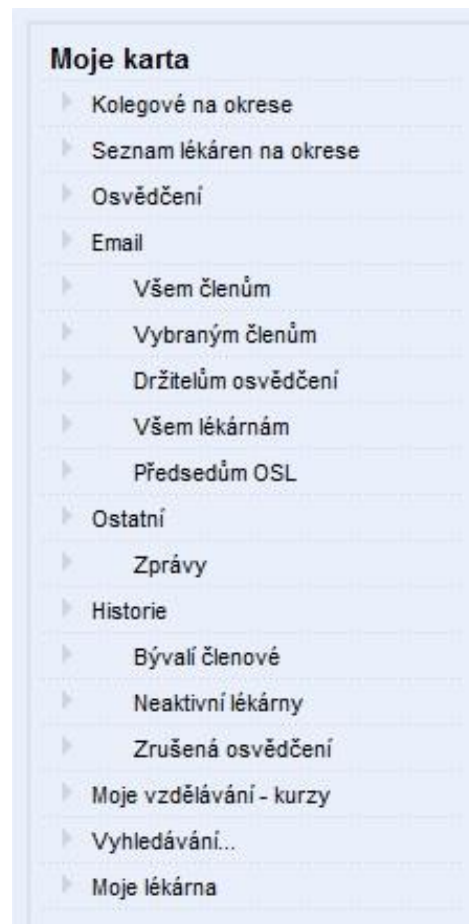 Moje karta
Kolegové na okrese
Seznam lékáren na okrese
Osvědčení
Email
Všem členům
Vybraným členům
Držitelům osvědčení
Všem lékárnám
Předsedům OSL
Ostatní
Zprávy
Historie
Bývalí členové
Neaktivní lékárny
Zrušená osvědčení
Moje vzdělávání - kurzy
Vyhledávání...
Moje lékárna